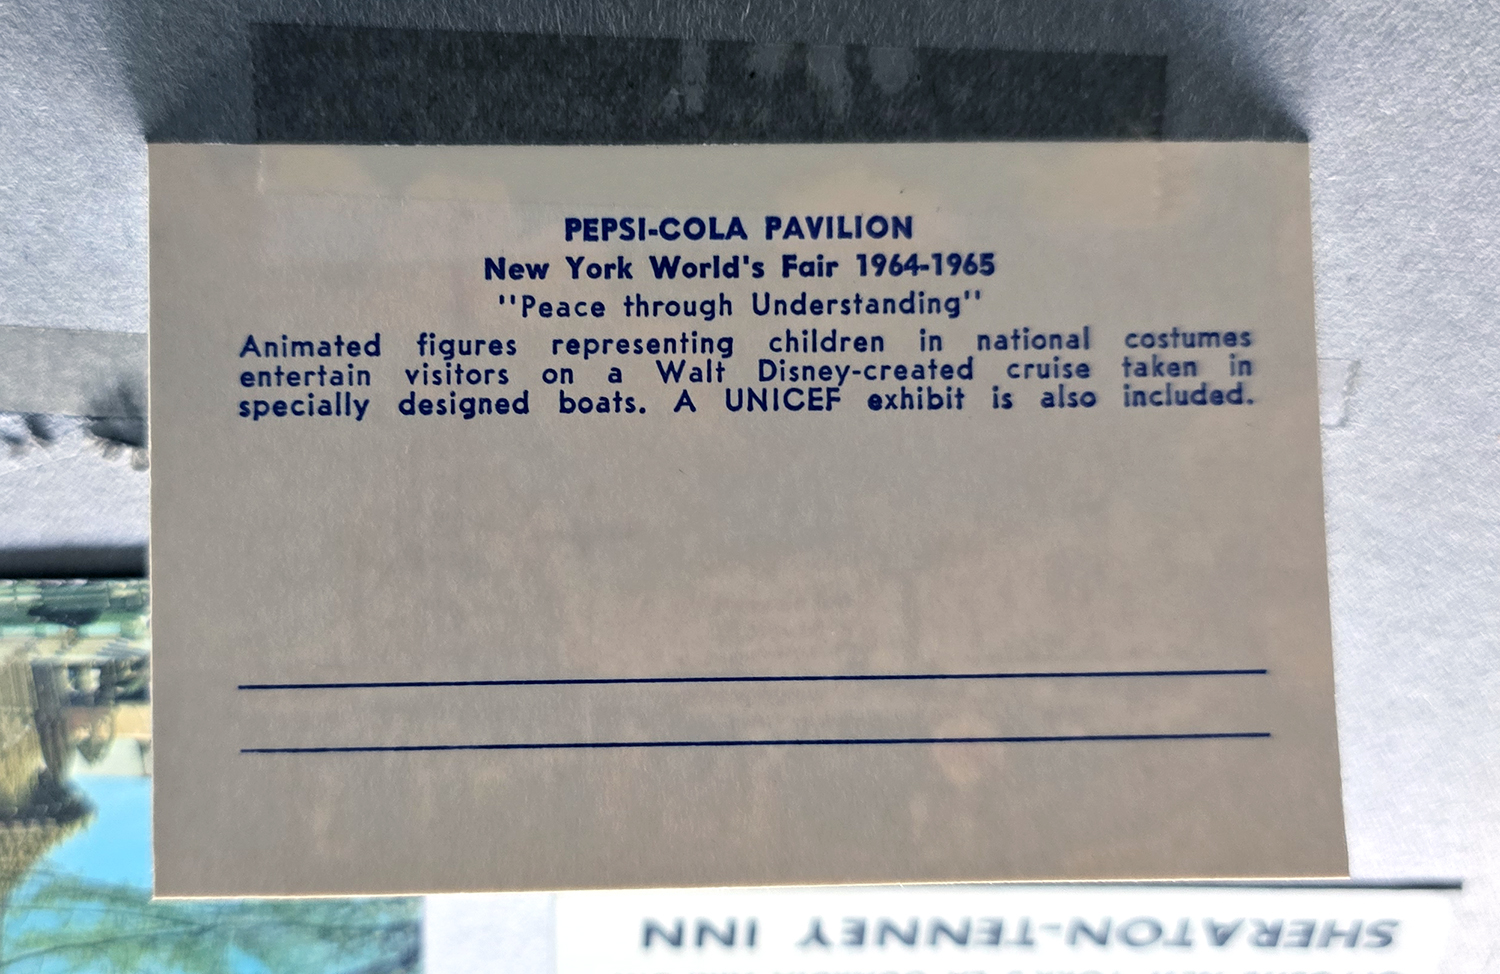 PEPSI-COLA PAVILION
New York World's Fair 1964-1965
"Peace through Understanding"
Animated figures representing children in national costumes
entertain visitors on a Walt Disney-created cruise taken in
specially designed boats. A UNICEF exhibit is also included.
SHERATON-TENNEY INN